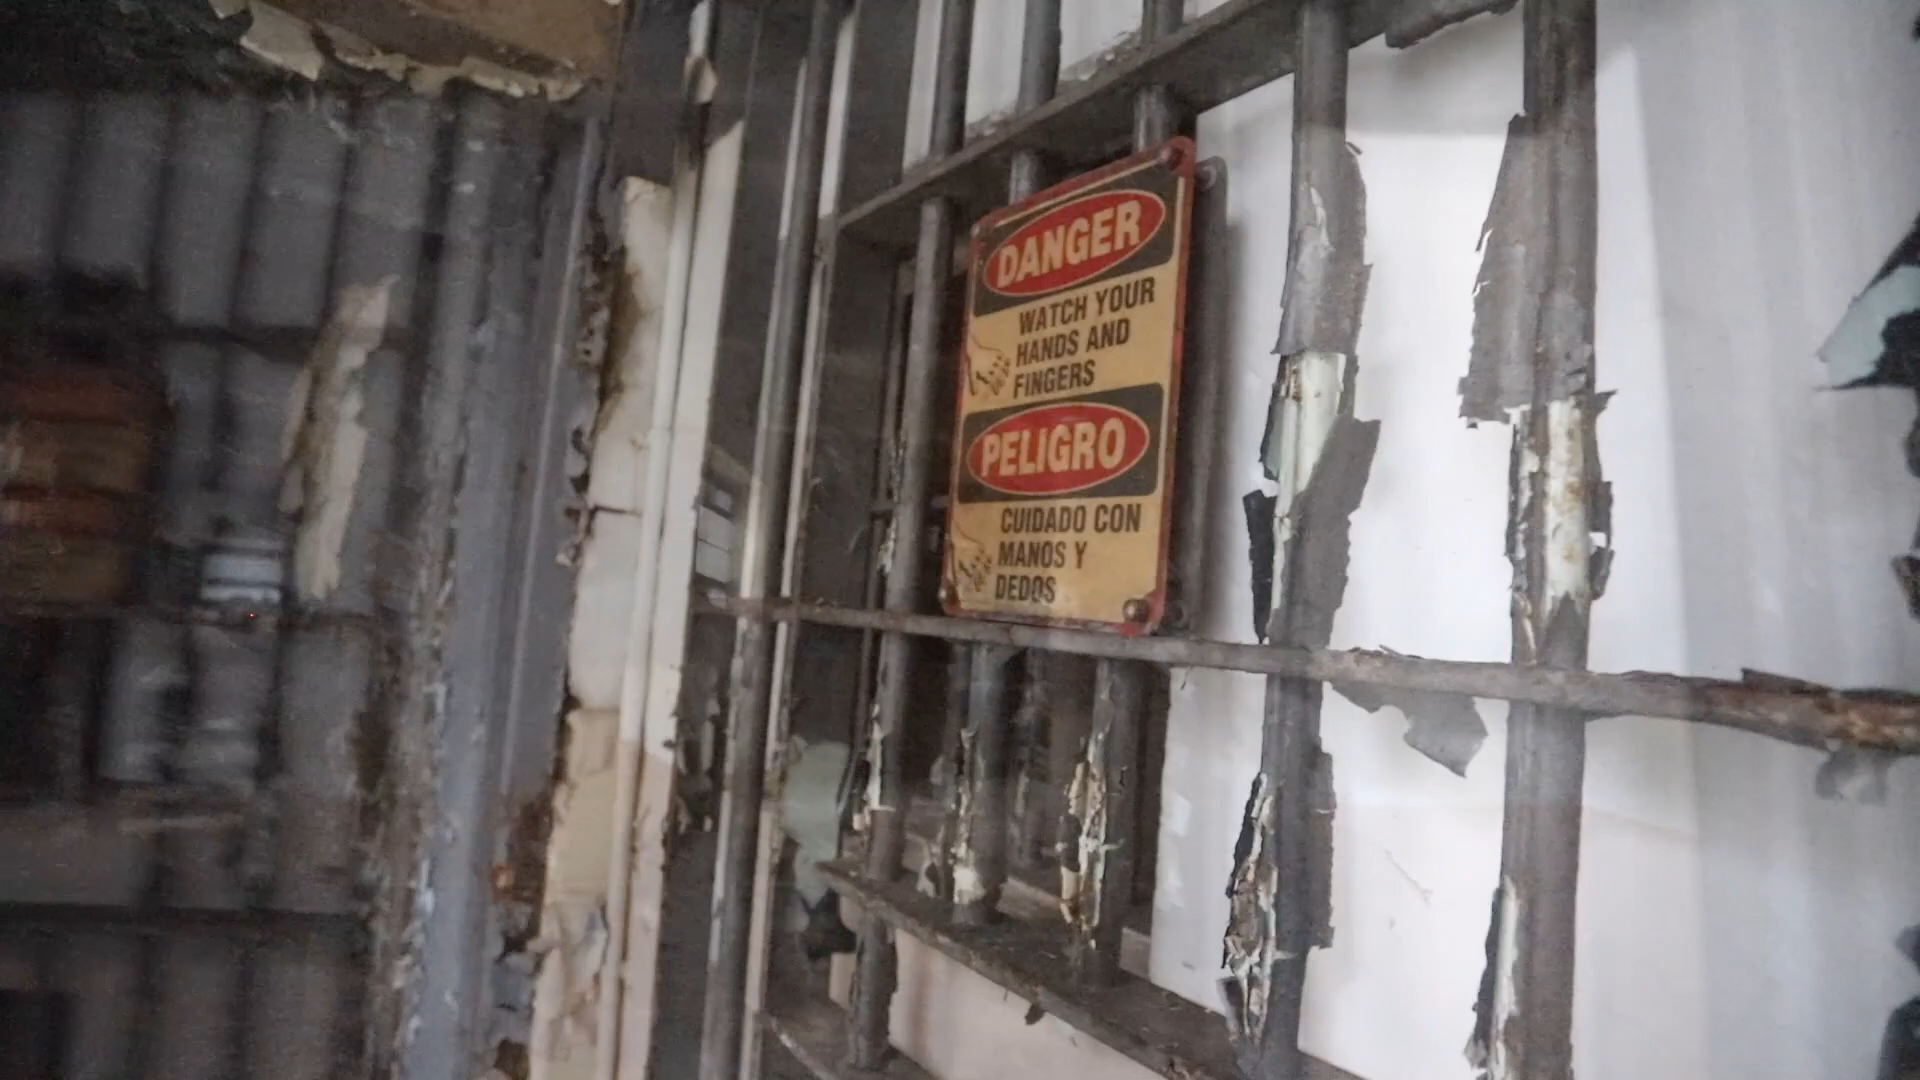 DANGER
WATCH YOUR
HANDS AND
FINGERS
PELIGRO
CUIDADO CON
MANOS Y
DEDOS